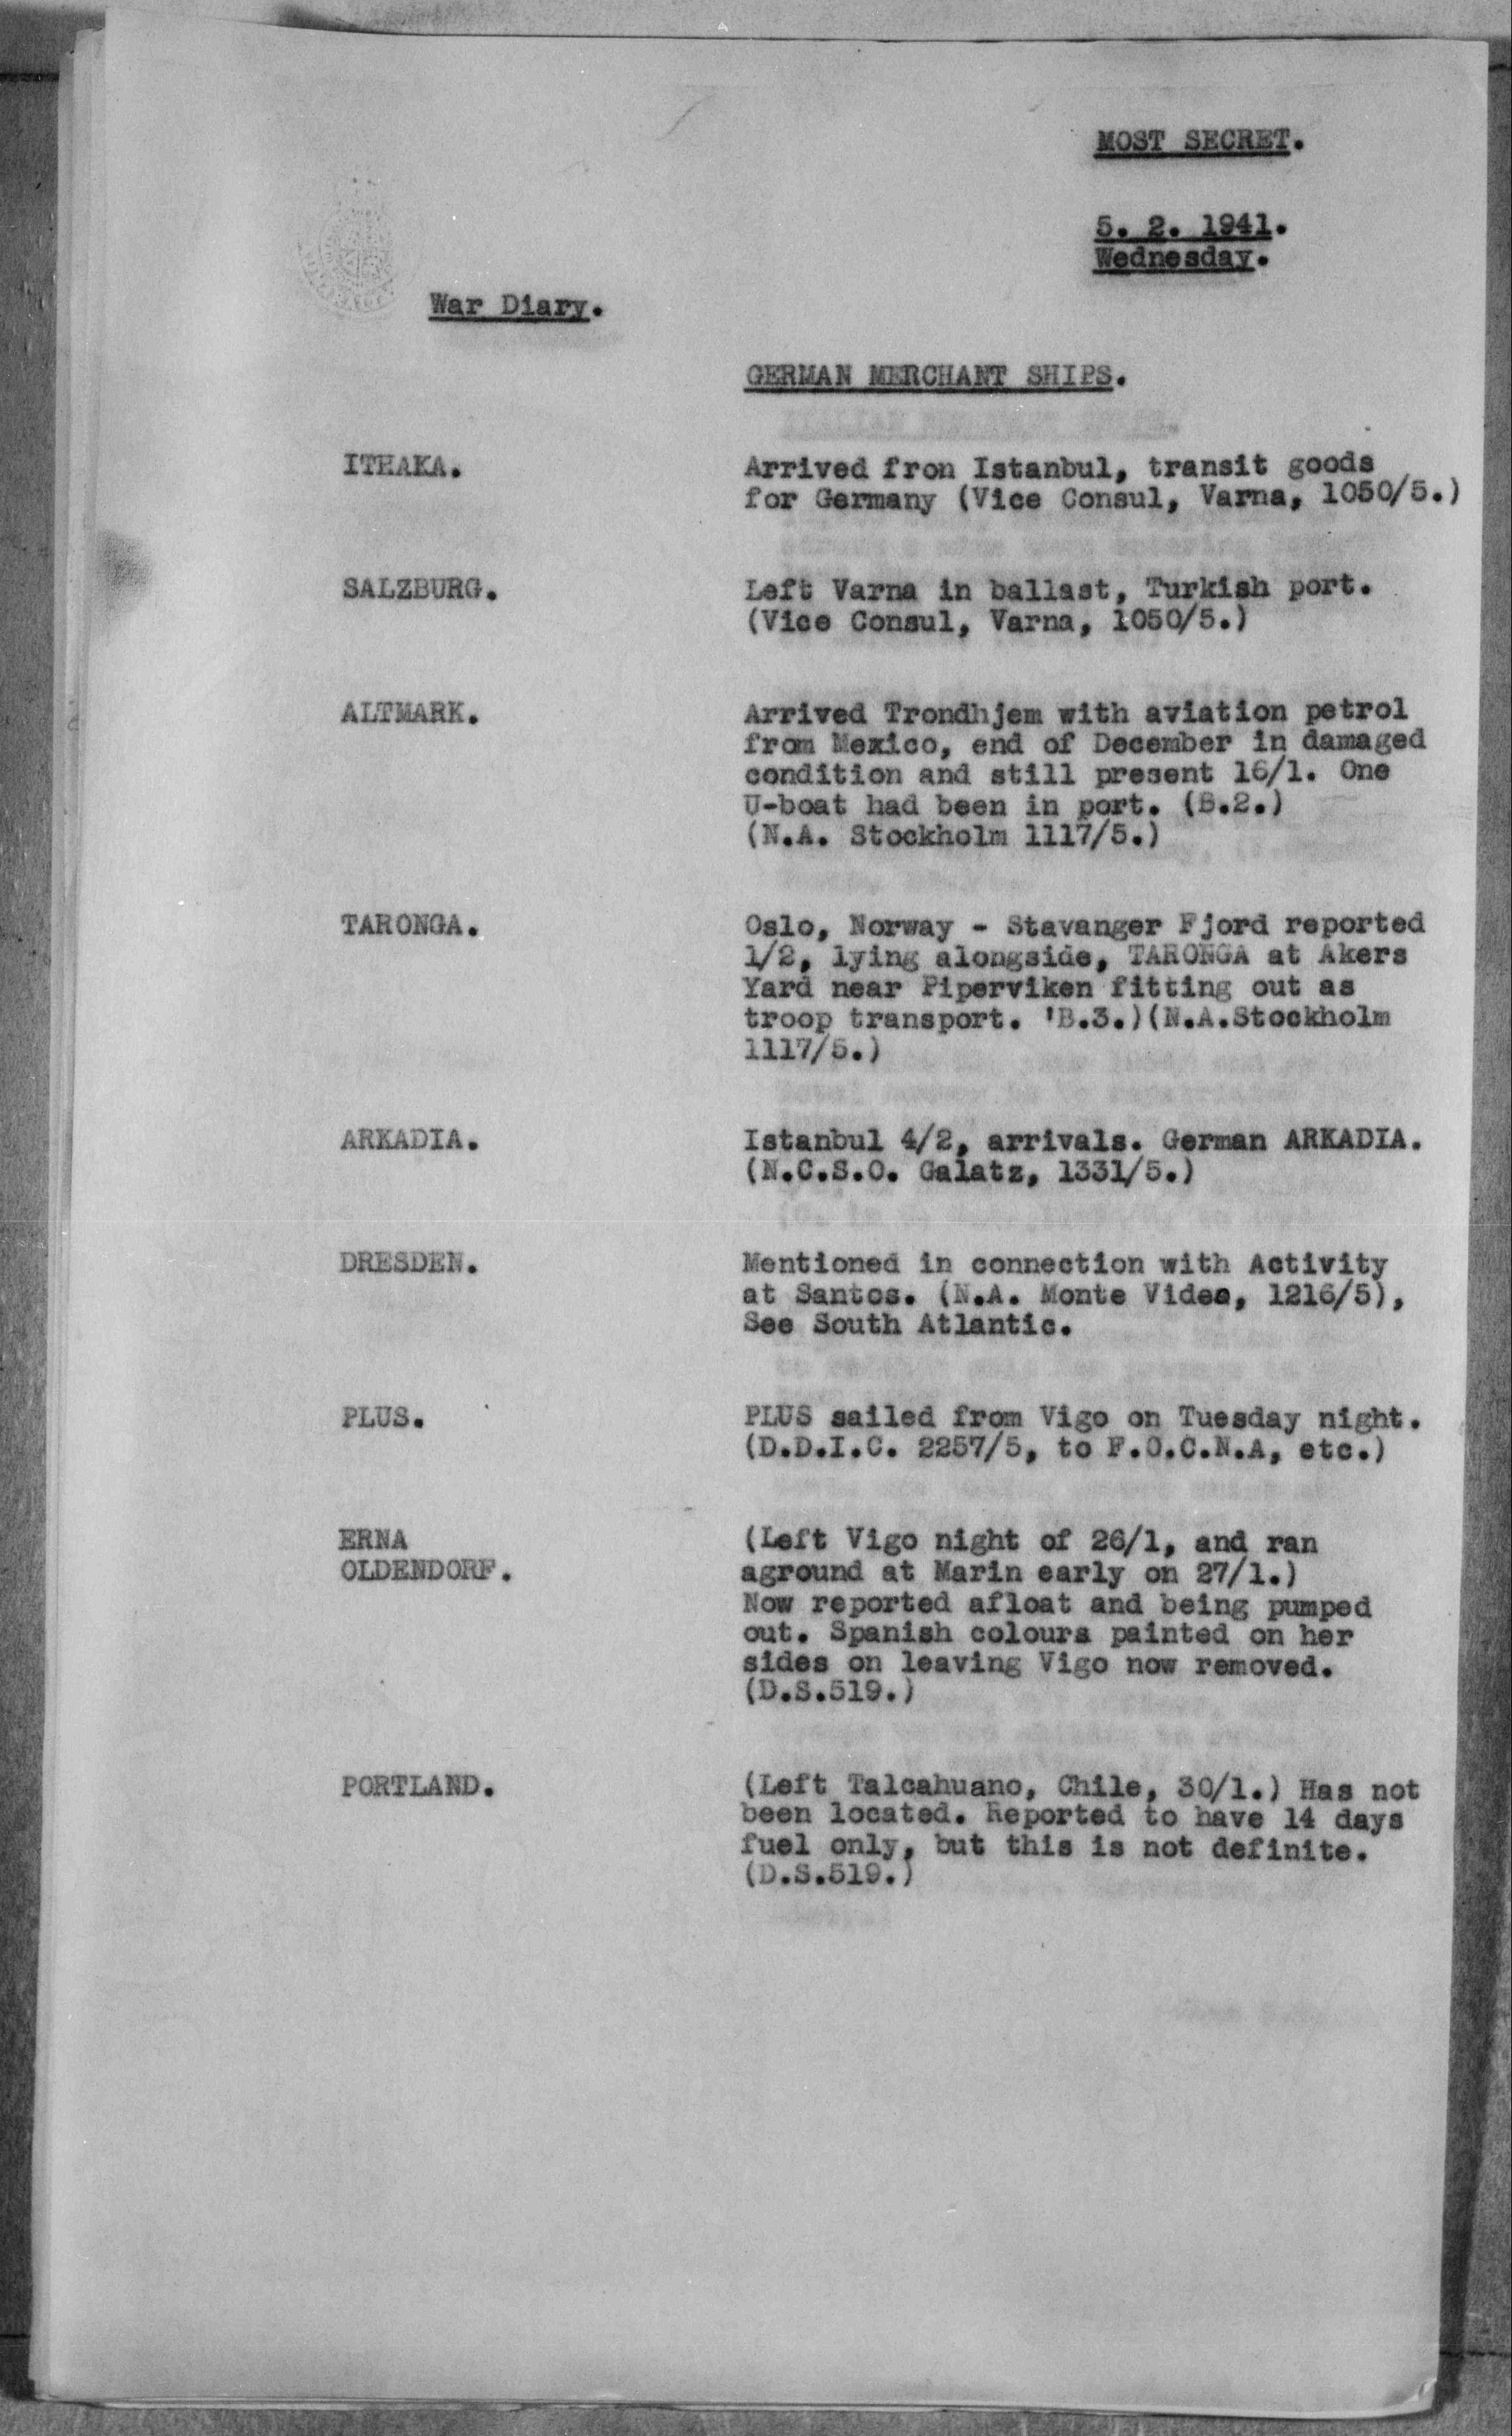 MOST SECRET.
5. 2. 1941.
Wednesday.
War Diary.
GERMAN MERCHANT SHIPS.
ITHAKA. Arrived fron Istanbul, transit goods
for Germany (Vice Consul, Varna, 1050/5.)
SALZBURG. Left Varna in ballast, Turkish port.
(Vice Consul, Varna, 1050/5.)
ALTMARK. Arrived Trondhjem with aviation petrol
from Mexico, end of December in damaged
condition and still present 16/1. One
U-boat had been in port. (B.2.)
(N.A. Stockholm 1117/5.)
TARONGA. Oslo, Norway - Stavanger Fjord reported
1/2, lying alongside, TARONGA at Akers
Yard near Piperviken fitting out as
troop transport. 'B.3.)(N.A.Stockholm
1117/5.)
ARKADIA. Istanbul 4/2, arrivals. German ARKADIA.
(N.C.S.O. Galatz, 1331/5.)
DRESDEN. Mentioned in connection with Activity
at Santos. (N.A. Monte Video, 1216/5),
See South Atlantic.
PLUS. PLUS sailed from Vigo on Tuesday night.
(D.D.I.C. 2257/5, to F.O.C.N.A, etc.)
ERNA (Left Vigo night of 26/1, and ran
OLDENDORF. aground at Marin early on 27/1.)
Now reported afloat and being pumped
out. Spanish colours painted on her
sides on leaving Vigo now removed.
(D.S.519.)
PORTLAND. (Left Talcahuano, Chile, 30/1.) Has not
been located. Reported to have 14 days
fuel only, but this is not definite.
(D.S.519.)